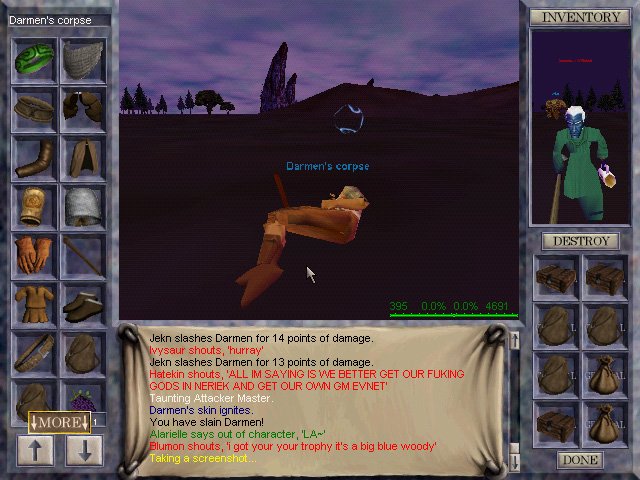 Darmen's corpse
INVENTORY
Darmen's corpse
DESTROY
395 0.0% 0.0% 4691
Jekn slashes Darmen for 14 points of damage.
Ivysaur shouts, 'hurray'
Jekn slashes Darmen for 13 points of damage.
Hatekin shouts, 'ALL IM SAYING IS WE BETTER GET OUR FUKING
GODS IN NERIEK AND GET OUR OWN GM EVNET'
Taunting Attacker Master.
Darmen's skin ignites.
You have slain Darmen!
Alarielle says out of character, 'LA~'
Blumon shouts, 'i got your your trophy it's a big blue woody'
Taking a screenshot...
MORE 1
DONE